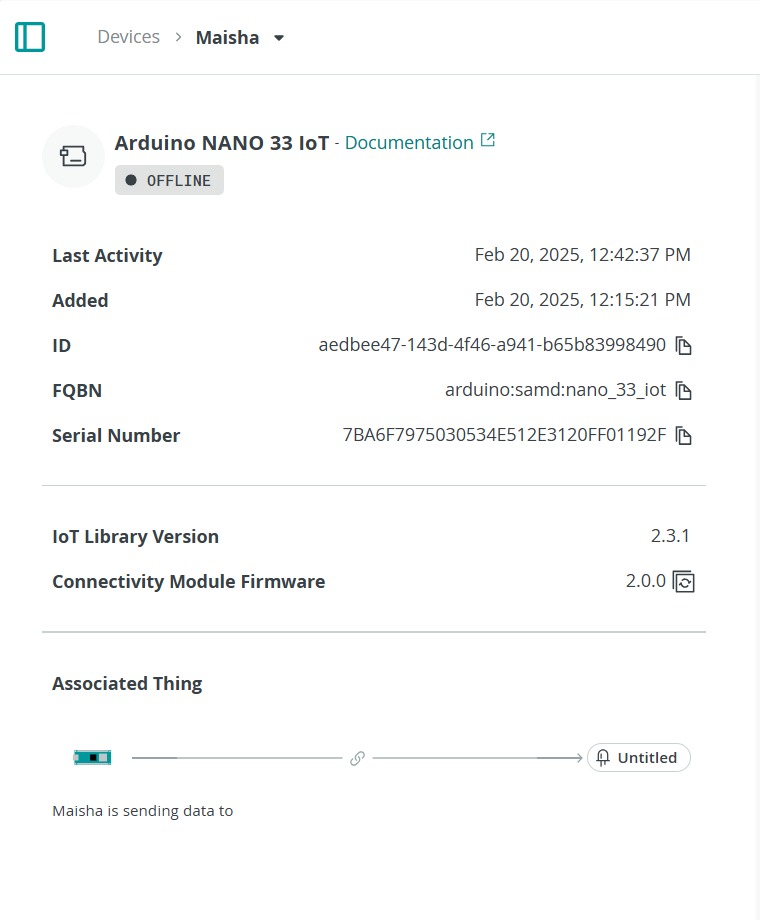 Devices > Maisha
Arduino NANO 33 IoT - Documentation
OFFLINE
Last Activity Feb 20, 2025, 12:42:37 PM
Added Feb 20, 2025, 12:15:21 PM
ID aedbee47-143d-4f46-a941-b65b83998490
FQBN arduino:samd:nano_33_iot
Serial Number 7BA6F7975030534E512E3120FF01192F
IoT Library Version 2.3.1
Connectivity Module Firmware 2.0.0
Associated Thing
Untitled
Maisha is sending data to